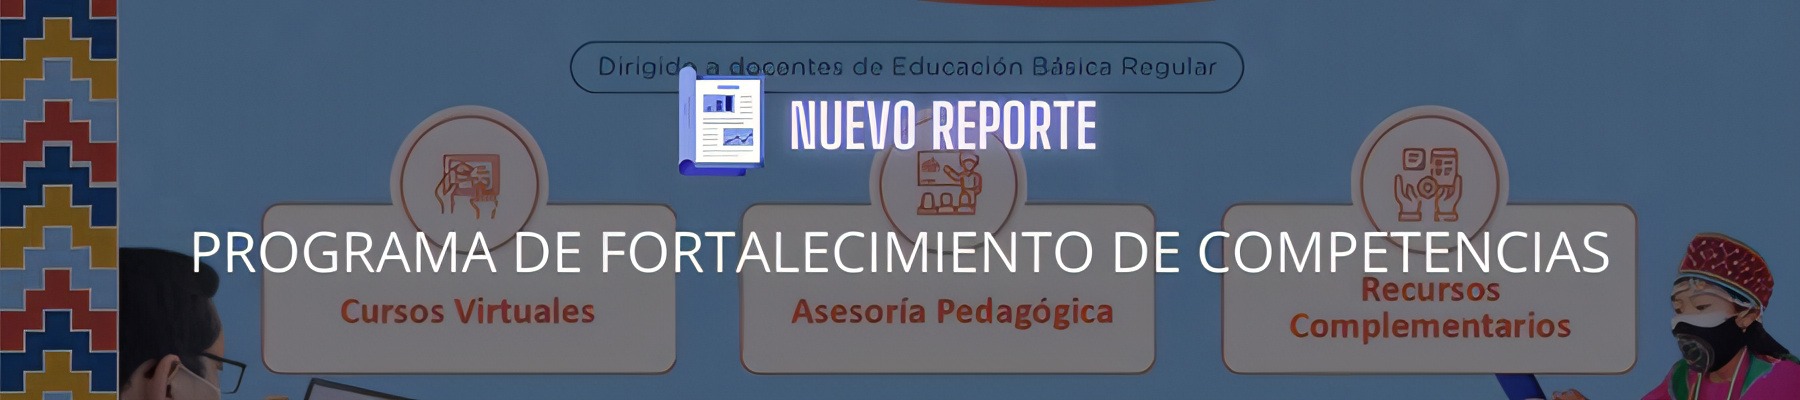 Dirigido a docentes de Educación Básica Regular
NUEVO REPORTE
PROGRAMA DE FORTALECIMIENTO DE COMPETENCIAS
Cursos Virtuales
Asesoría Pedagógica
Recursos
Complementarios